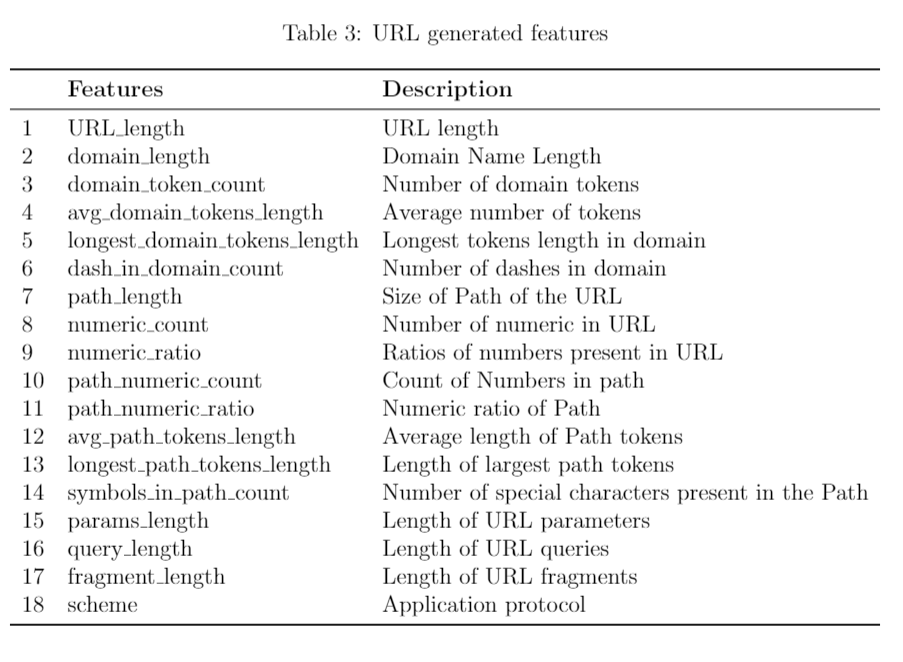 Table 3: URL generated features
Features Description
1 URL_length URL length
2 domain_length Domain Name Length
3 domain_token_count Number of domain tokens
4 avg_domain_tokens_length Average number of tokens
5 longest_domain_tokens_length Longest tokens length in domain
6 dash_in_domain_count Number of dashes in domain
7 path_length Size of Path of the URL
8 numeric_count Number of numeric in URL
9 numeric_ratio Ratios of numbers present in URL
10 path_numeric_count Count of Numbers in path
11 path_numeric_ratio Numeric ratio of Path
12 avg_path_tokens_length Average length of Path tokens
13 longest_path_tokens_length Length of largest path tokens
14 symbols_in_path_count Number of special characters present in the Path
15 params_length Length of URL parameters
16 query_length Length of URL queries
17 fragment_length Length of URL fragments
18 scheme Application protocol